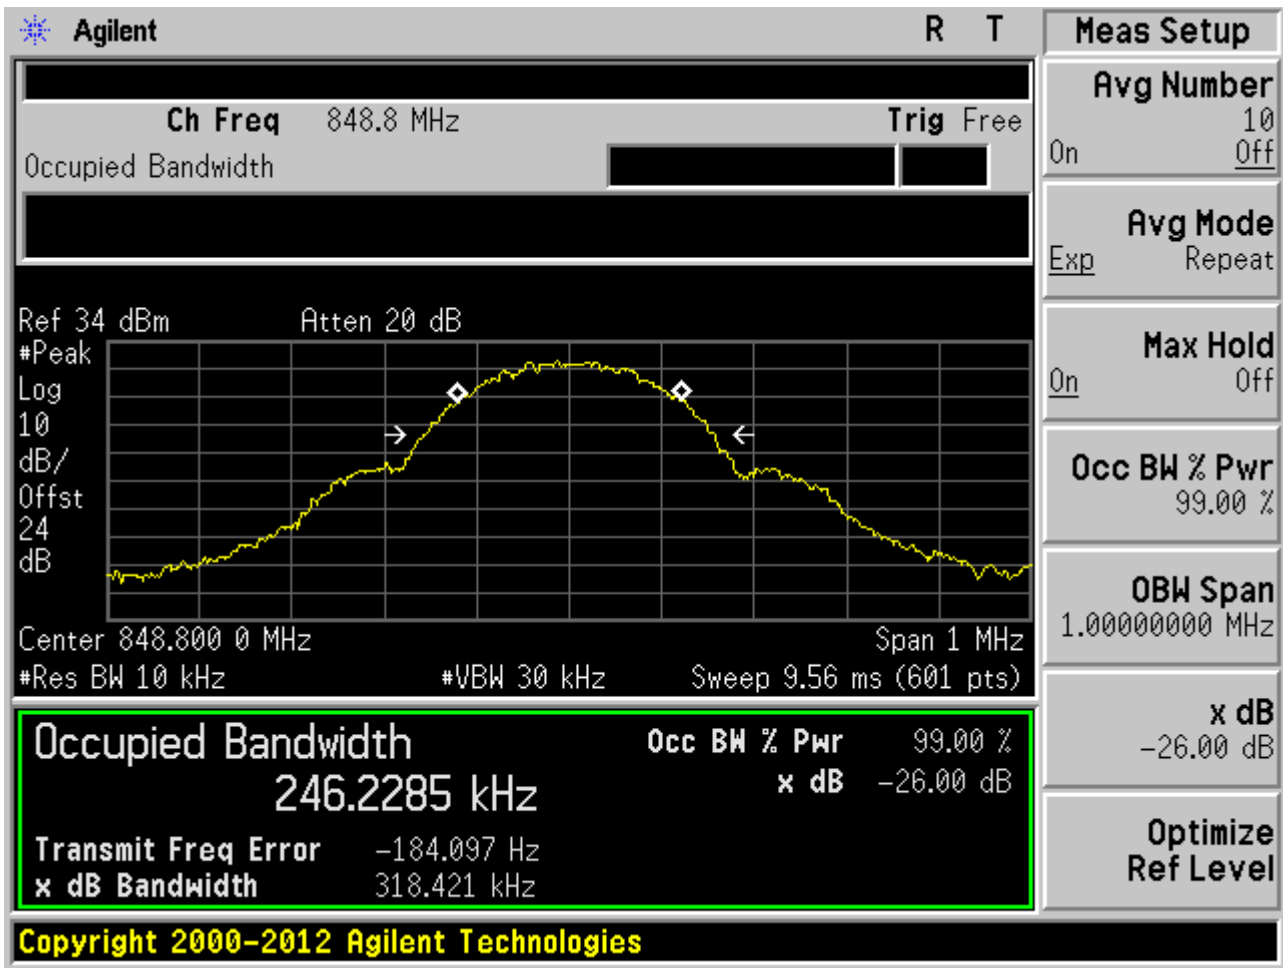 Agilent
R T
Ch Freq 848.8 MHz
Trig Free
Occupied Bandwidth
Ref 34 dBm
Atten 20 dB
#Peak
Log
10
dB/
Offst
24
dB
Center 848.800 0 MHz
Span 1 MHz
#Res BW 10 kHz
#VBW 30 kHz
Sweep 9.56 ms (601 pts)
Occupied Bandwidth
246.2285 kHz
Occ BW % Pwr 99.00 %
x dB -26.00 dB
Transmit Freq Error -184.097 Hz
x dB Bandwidth 318.421 kHz
Copyright 2000-2012 Agilent Technologies
Meas Setup
Avg Number
10
On Off
Avg Mode
Exp Repeat
Max Hold
On Off
Occ BW % Pwr
99.00 %
OBW Span
1.00000000 MHz
x dB
-26.00 dB
Optimize
Ref Level